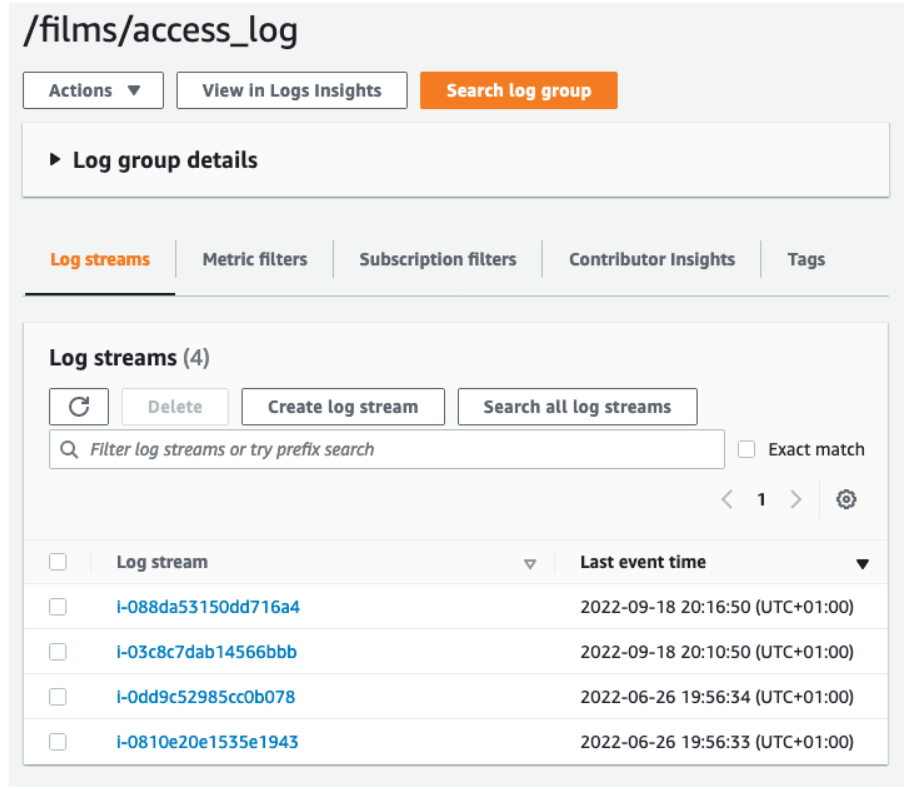 /films/access_log
Actions View in Logs Insights Search log group
Log group details
Log streams Metric filters Subscription filters Contributor Insights Tags
Log streams (4)
Delete Create log stream Search all log streams
Filter log streams or try prefix search Exact match
1
Log stream Last event time
i-088da53150dd716a4 2022-09-18 20:16:50 (UTC+01:00)
i-03c8c7dab14566bbb 2022-09-18 20:10:50 (UTC+01:00)
i-0dd9c52985cc0b078 2022-06-26 19:56:34 (UTC+01:00)
i-0810e20e1535e1943 2022-06-26 19:56:33 (UTC+01:00)